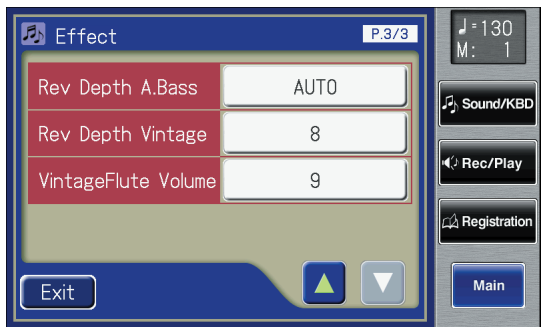 Effect
P.3/3
♩=130
M: 1
Rev Depth A.Bass
AUTO
Rev Depth Vintage
8
VintageFlute Volume
9
Sound/KBD
Rec/Play
Registration
Exit
Main